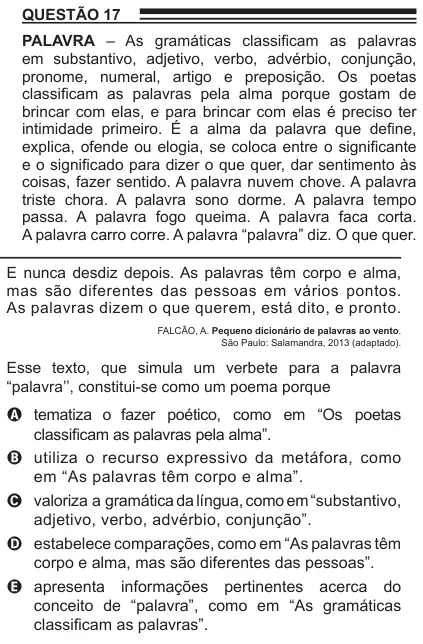 QUESTÃO 17
PALAVRA – As gramáticas classificam as palavras
em substantivo, adjetivo, verbo, advérbio, conjunção,
pronome, numeral, artigo e preposição. Os poetas
classificam as palavras pela alma porque gostam de
brincar com elas, e para brincar com elas é preciso ter
intimidade primeiro. É a alma da palavra que define,
explica, ofende ou elogia, se coloca entre o significante
e o significado para dizer o que quer, dar sentimento às
coisas, fazer sentido. A palavra nuvem chove. A palavra
triste chora. A palavra sono dorme. A palavra tempo
passa. A palavra fogo queima. A palavra faca corta.
A palavra carro corre. A palavra “palavra” diz. O que quer.
E nunca desdiz depois. As palavras têm corpo e alma,
mas são diferentes das pessoas em vários pontos.
As palavras dizem o que querem, está dito, e pronto.
FALCÃO, A. Pequeno dicionário de palavras ao vento.
São Paulo: Salamandra, 2013 (adaptado).
Esse texto, que simula um verbete para a palavra
“palavra’’, constitui-se como um poema porque
A tematiza o fazer poético, como em “Os poetas
classificam as palavras pela alma”.
B utiliza o recurso expressivo da metáfora, como
em “As palavras têm corpo e alma”.
C valoriza a gramática da língua, como em “substantivo,
adjetivo, verbo, advérbio, conjunção”.
D estabelece comparações, como em “As palavras têm
corpo e alma, mas são diferentes das pessoas”.
E apresenta informações pertinentes acerca do
conceito de “palavra”, como em “As gramáticas
classificam as palavras”.